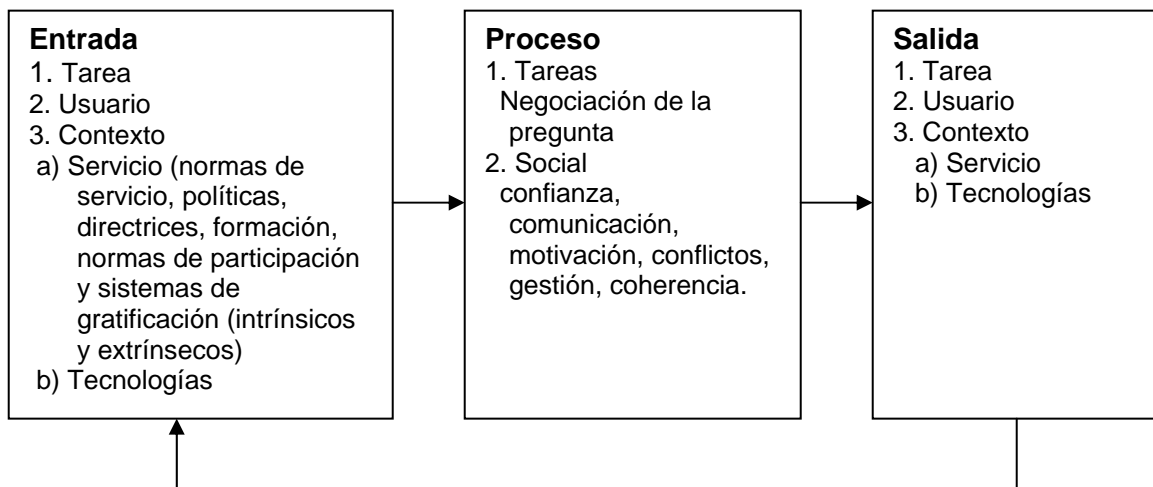 Entrada
1. Tarea
2. Usuario
3. Contexto
a) Servicio (normas de
servicio, políticas,
directrices, formación,
normas de participación
y sistemas de
gratificación (intrínsicos
y extrínsecos)
b) Tecnologías
Proceso
1. Tareas
Negociación de la
pregunta
2. Social
confianza,
comunicación,
motivación, conflictos,
gestión, coherencia.
Salida
1. Tarea
2. Usuario
3. Contexto
a) Servicio
b) Tecnologías